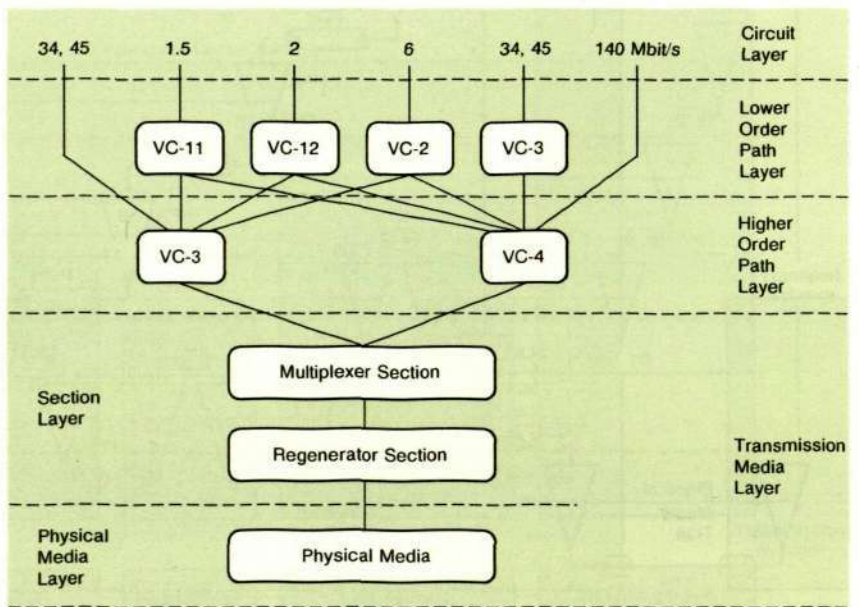 34, 45 1.5 2 6 34, 45 140 Mbit/s
Circuit
Layer
Lower
Order
Path
Layer
VC-11 VC-12 VC-2 VC-3
Higher
Order
Path
Layer
VC-3 VC-4
Multiplexer Section
Section
Layer
Regenerator Section
Transmission
Media
Layer
Physical
Media
Layer
Physical Media